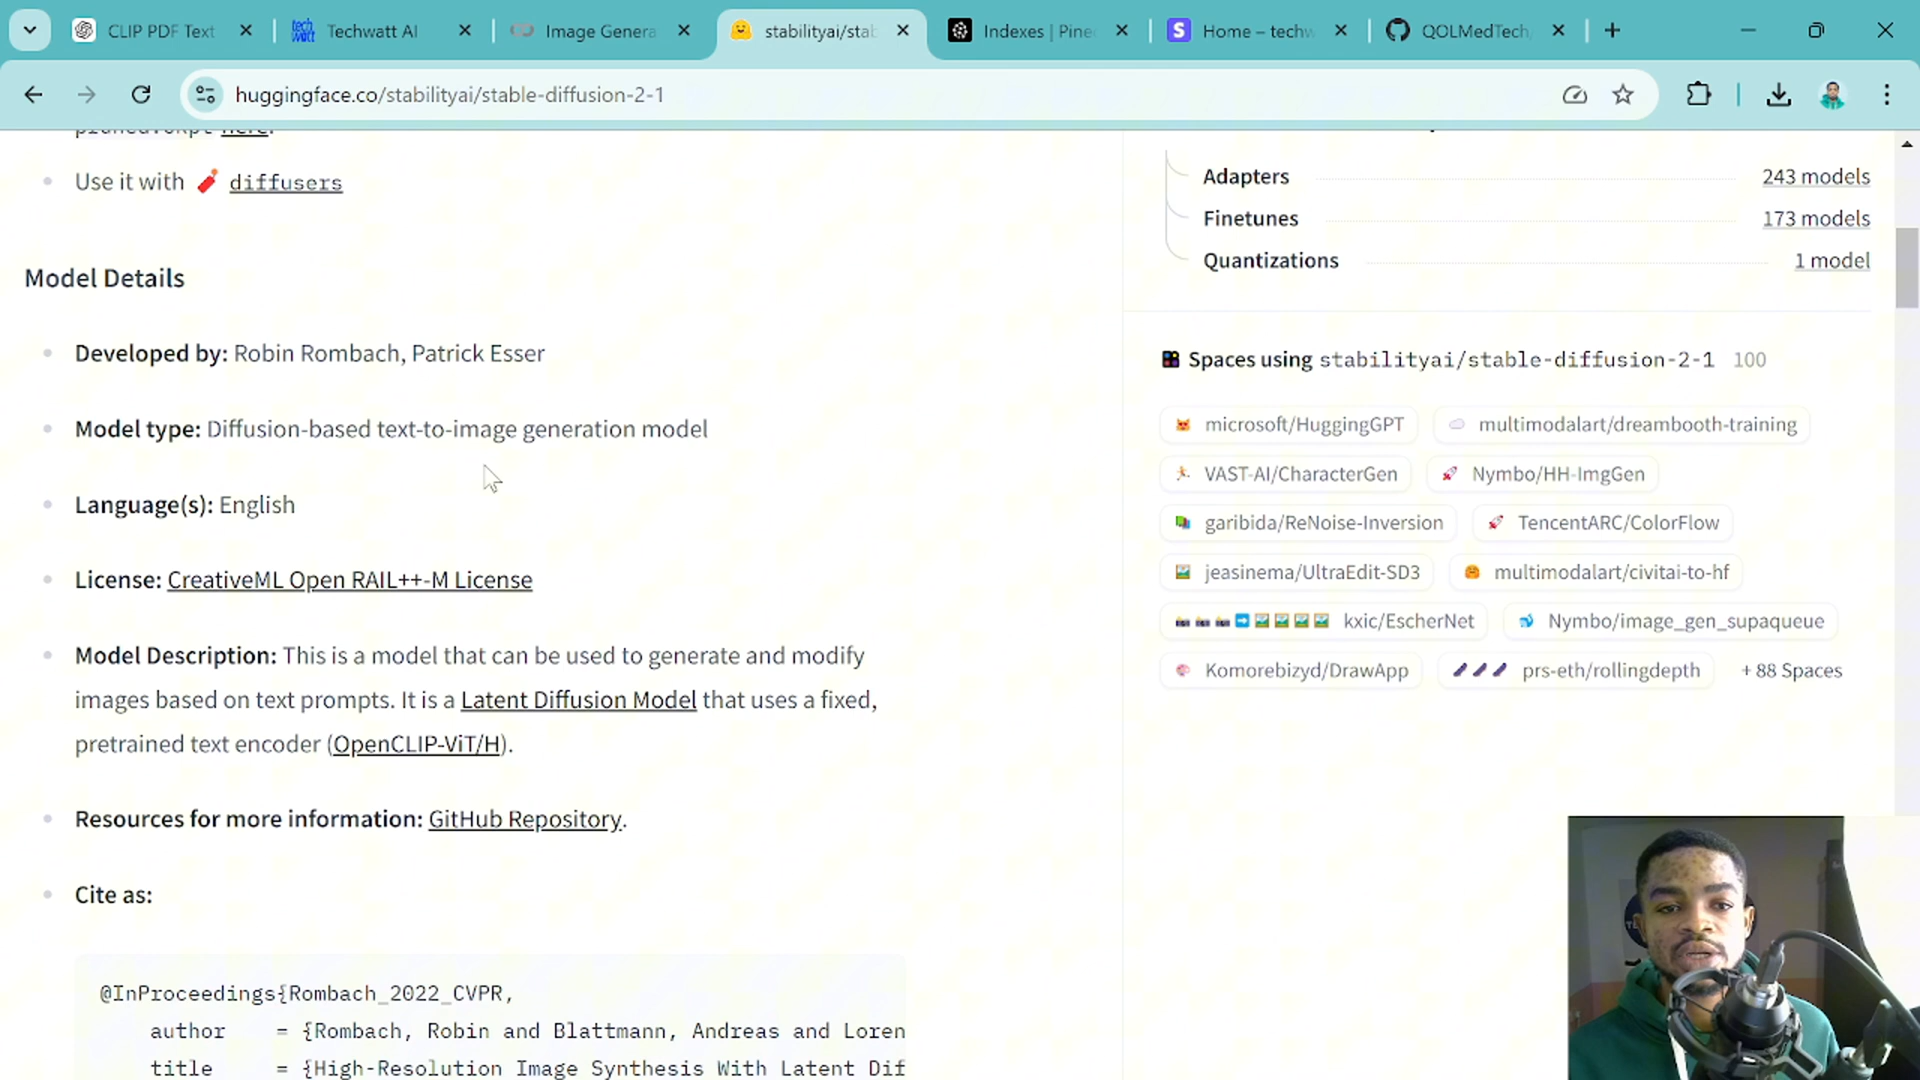 CLIP PDF Text
Techwatt AI
Image Genera
stabilityai/stab
Indexes | Pine
Home – techw
QOLMedTech
huggingface.co/stabilityai/stable-diffusion-2-1
here.
Use it with diffusers
Model Details
Developed by: Robin Rombach, Patrick Esser
Model type: Diffusion-based text-to-image generation model
Language(s): English
License: CreativeML Open RAIL++-M License
Model Description: This is a model that can be used to generate and modify
images based on text prompts. It is a Latent Diffusion Model that uses a fixed,
pretrained text encoder (OpenCLIP-ViT/H).
Resources for more information: GitHub Repository.
Cite as:
@InProceedings{Rombach_2022_CVPR,
author = {Rombach, Robin and Blattmann, Andreas and Loren
title = {High-Resolution Image Synthesis With Latent Dif
Adapters 243 models
Finetunes 173 models
Quantizations 1 model
Spaces using stabilityai/stable-diffusion-2-1 100
microsoft/HuggingGPT multimodalart/dreambooth-training
VAST-AI/CharacterGen Nymbo/HH-ImgGen
garibida/ReNoise-Inversion TencentARC/ColorFlow
jeasinema/UltraEdit-SD3 multimodalart/civitai-to-hf
kxic/EscherNet Nymbo/image_gen_supaqueue
Komorebizyd/DrawApp prs-eth/rollingdepth + 88 Spaces